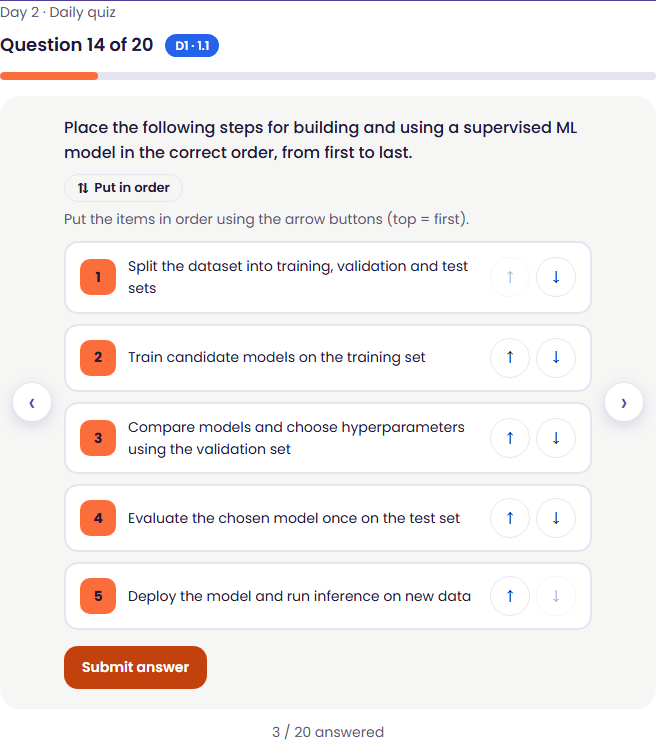 Day 2 · Daily quiz
Question 14 of 20 D1 · 1.1
Place the following steps for building and using a supervised ML
model in the correct order, from first to last.
⇅ Put in order
Put the items in order using the arrow buttons (top = first).
1 Split the dataset into training, validation and test
sets ↑ ↓
2 Train candidate models on the training set ↑ ↓
3 Compare models and choose hyperparameters
using the validation set ↑ ↓
4 Evaluate the chosen model once on the test set ↑ ↓
5 Deploy the model and run inference on new data ↑ ↓
‹ ›
Submit answer
3 / 20 answered